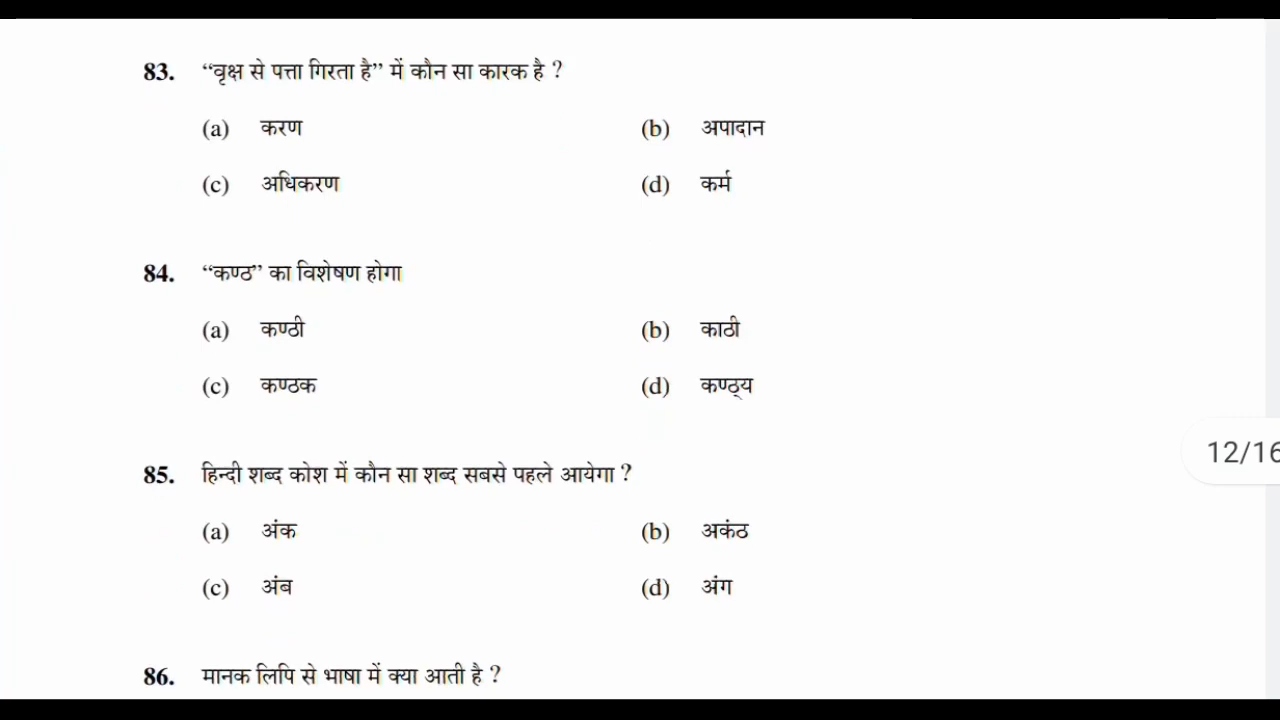 83. “वृक्ष से पत्ता गिरता है” में कौन सा कारक है ?
(a) करण (b) अपादान
(c) अधिकरण (d) कर्म
84. “कण्ठ” का विशेषण होगा
(a) कण्ठी (b) काठी
(c) कण्ठक (d) कण्ठ्य
85. हिन्दी शब्द कोश में कौन सा शब्द सबसे पहले आयेगा ?
(a) अंक (b) अकंठ
12/16
(c) अंब (d) अंग
86. मानक लिपि से भाषा में क्या आती है ?